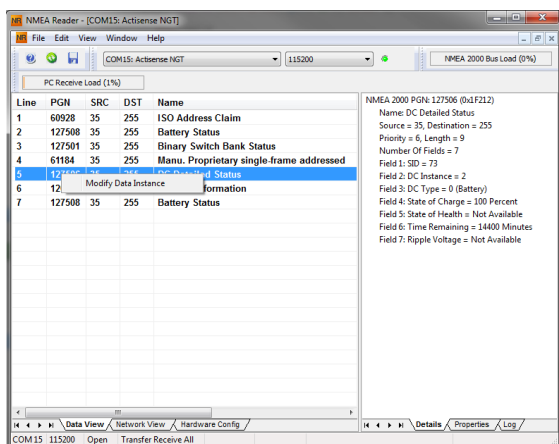 NMEA Reader - [COM15: Actisense NGT]
File Edit View Window Help
COM15: Actisense NGT 115200 NMEA 2000 Bus Load (0%)
PC Receive Load (1%)
Line PGN SRC DST Name
1 60928 35 255 ISO Address Claim
2 127508 35 255 Battery Status
3 127501 35 255 Binary Switch Bank Status
4 61184 35 255 Manu. Proprietary single-frame addressed
5 127506 35 255 DC Detailed Status
Modify Data Instance
6 formation
7 127508 35 255 Battery Status
NMEA 2000 PGN: 127506 (0x1F212)
Name: DC Detailed Status
Source = 35, Destination = 255
Priority = 6, Length = 9
Number Of Fields = 7
Field 1: SID = 73
Field 2: DC Instance = 2
Field 3: DC Type = 0 (Battery)
Field 4: State of Charge = 100 Percent
Field 5: State of Health = Not Available
Field 6: Time Remaining = 14400 Minutes
Field 7: Ripple Voltage = Not Available
Data View Network View Hardware Config
Details Properties Log
COM15 115200 Open Transfer Receive All